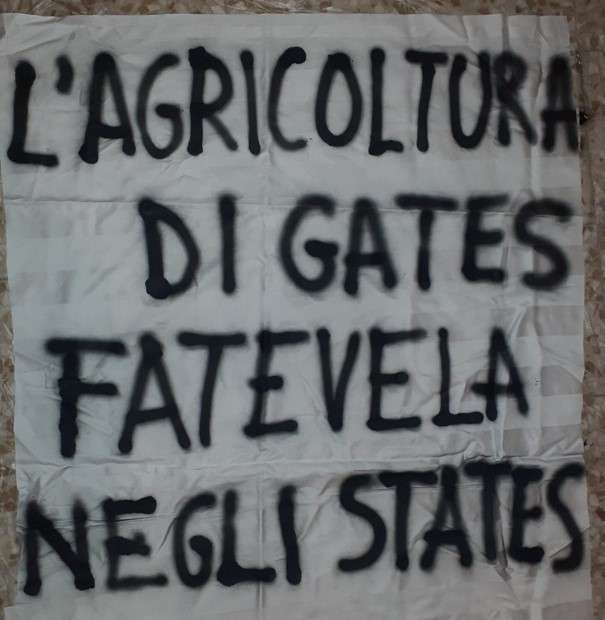 L'AGRICOLTURA
DI GATES
FATEVELA
NEGLI STATES